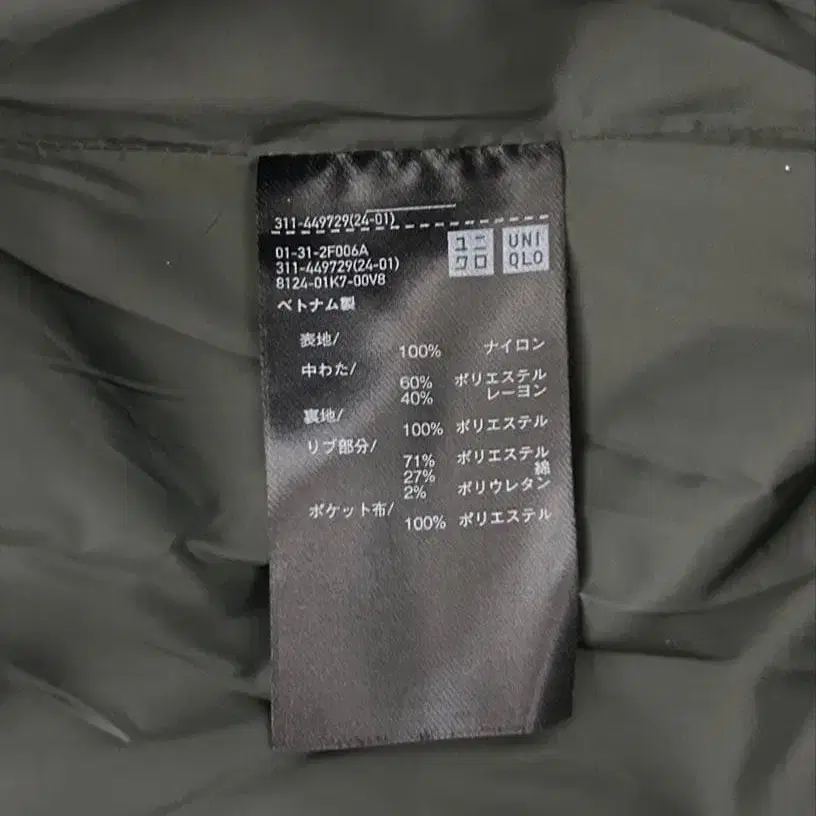 311-449729(24-01)
ユニ
クロ
UNI
QLO
01-31-2F006A
311-449729(24-01)
8124-01K7-00V8
ベトナム製
表地/
100% ナイロン
中わた/
60% ポリエステル
40% レーヨン
裏地/
100% ポリエステル
リブ部分/
71% ポリエステル
27% 綿
2% ポリウレタン
ポケット布/
100% ポリエステル